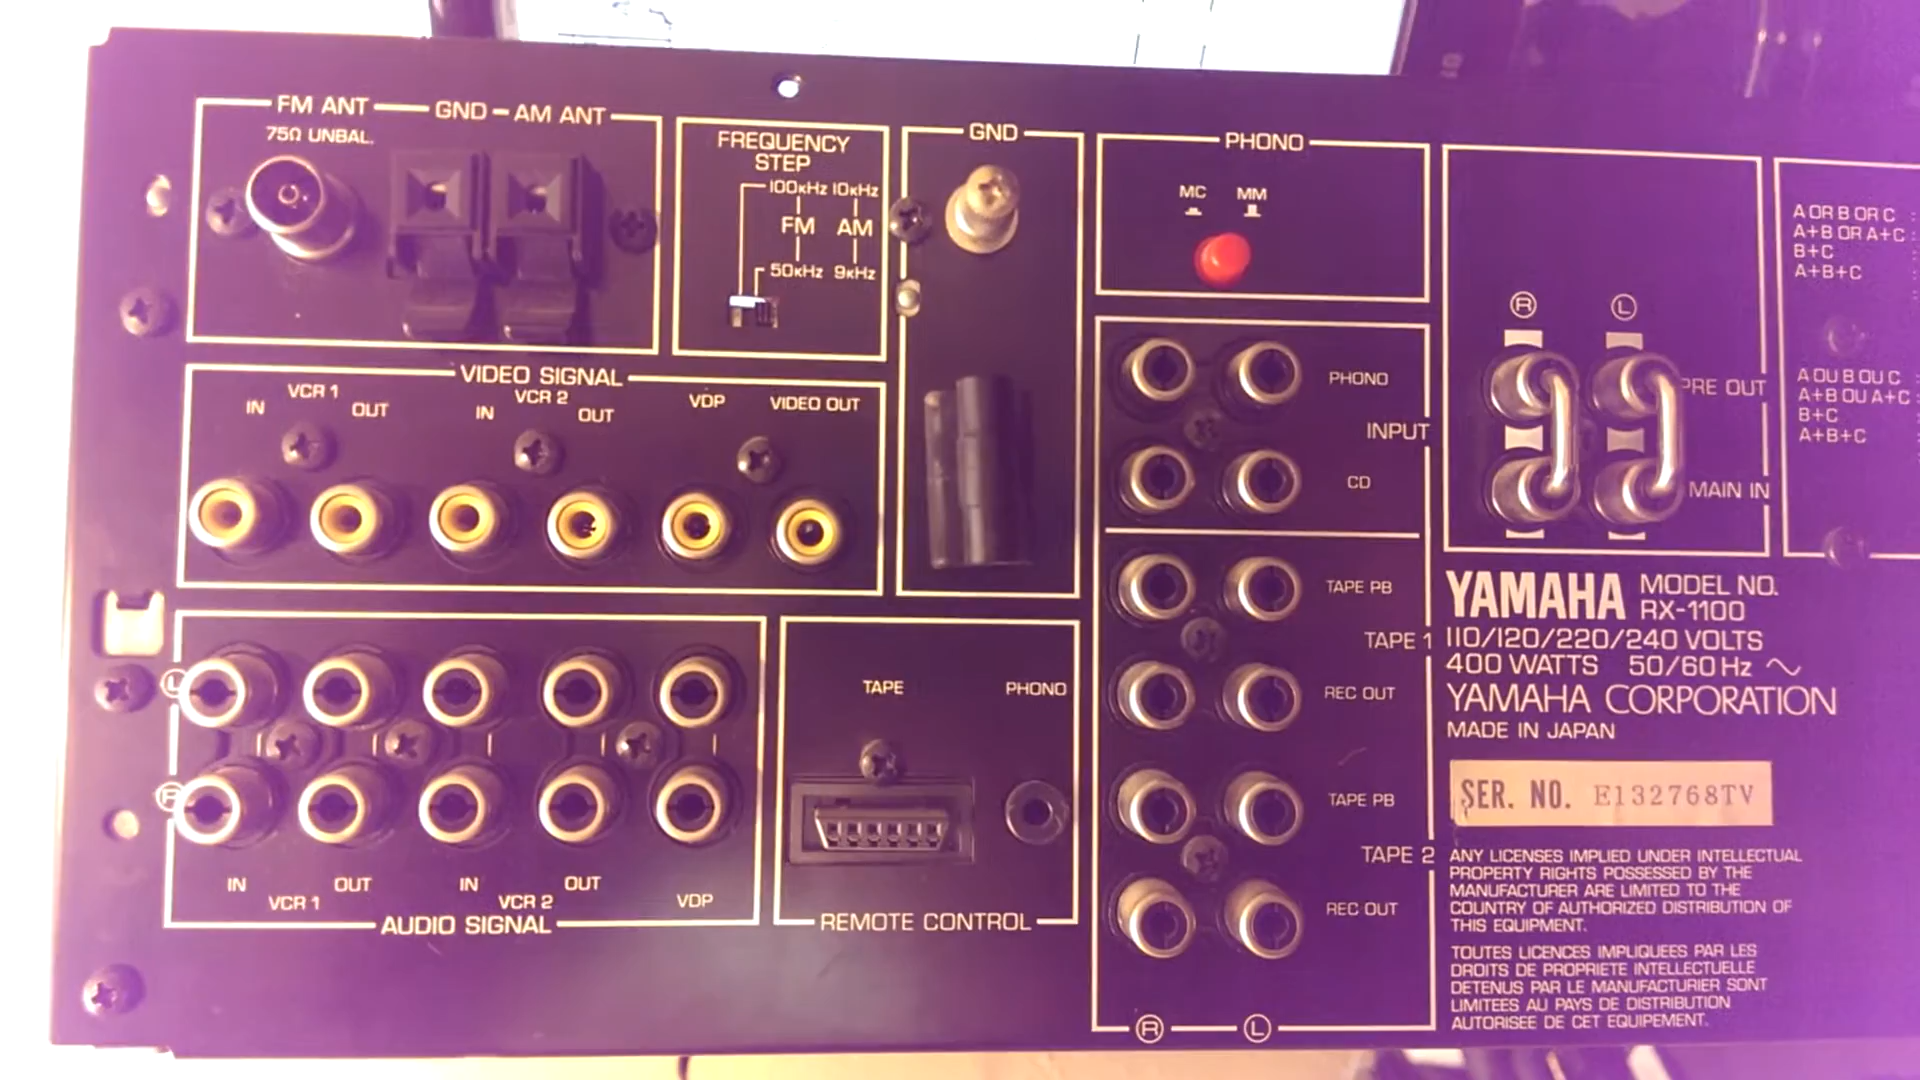 FM ANT
GND
AM ANT
75Ω UNBAL.
FREQUENCY
STEP
100kHz 10kHz
FM AM
50kHz 9kHz
GND
PHONO
MC MM
R L
PRE OUT
MAIN IN
A OR B OR C
A+B OR A+C
B+C
A+B+C
A OU B OU C
A+B OU A+C
B+C
A+B+C
VIDEO SIGNAL
VCR 1
IN OUT
VCR 2
IN OUT
VDP
VIDEO OUT
PHONO
INPUT
CD
TAPE PB
TAPE 1
REC OUT
TAPE PB
TAPE 2
REC OUT
R L
L
R
IN OUT IN OUT
VCR 1 VCR 2 VDP
AUDIO SIGNAL
TAPE PHONO
REMOTE CONTROL
YAMAHA MODEL NO.
RX-1100
110/120/220/240 VOLTS
400 WATTS 50/60 Hz ~
YAMAHA CORPORATION
MADE IN JAPAN
SER. NO. E132768TV
ANY LICENSES IMPLIED UNDER INTELLECTUAL
PROPERTY RIGHTS POSSESSED BY THE
MANUFACTURER ARE LIMITED TO THE
COUNTRY OF AUTHORIZED DISTRIBUTION OF
THIS EQUIPMENT.
TOUTES LICENCES IMPLIQUEES PAR LES
DROITS DE PROPRIETE INTELLECTUELLE
DETENUS PAR LE MANUFACTURIER SONT
LIMITEES AU PAYS DE DISTRIBUTION
AUTORISEE DE CET EQUIPEMENT.